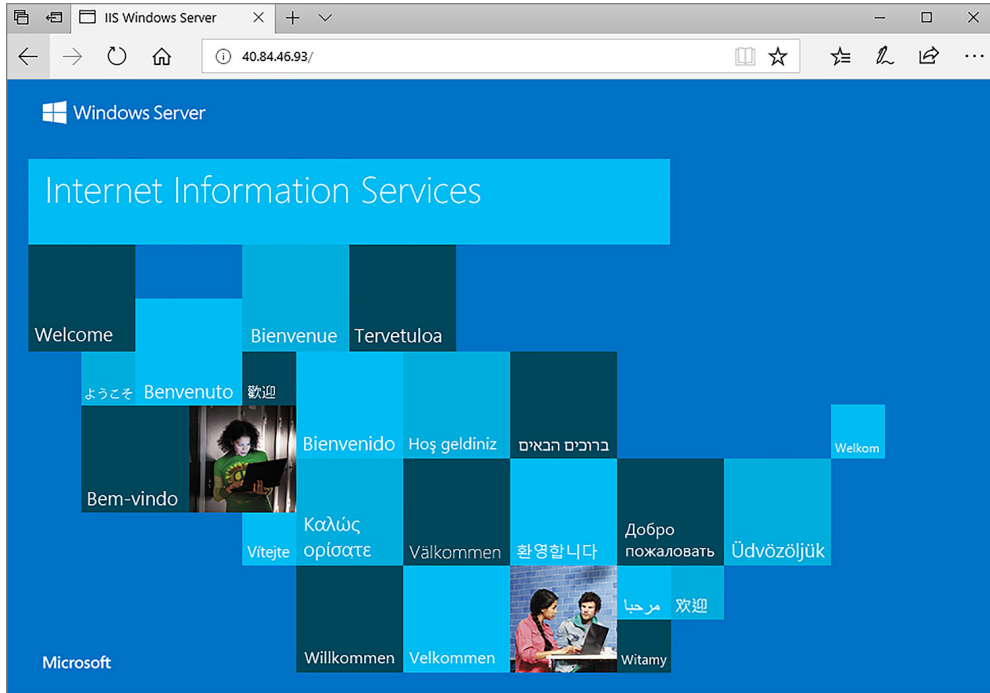 IIS Windows Server
40.84.46.93/
Windows Server
Internet Information Services
Welcome
Bienvenue
Tervetuloa
ようこそ
Benvenuto
歡迎
Bienvenido
Hoş geldiniz
ברוכים הבאים
Welkom
Bem-vindo
Vítejte
Καλώς
ορίσατε
Välkommen
환영합니다
Добро
пожаловать
Üdvözöljük
مرحبا
欢迎
Willkommen
Velkommen
Witamy
Microsoft